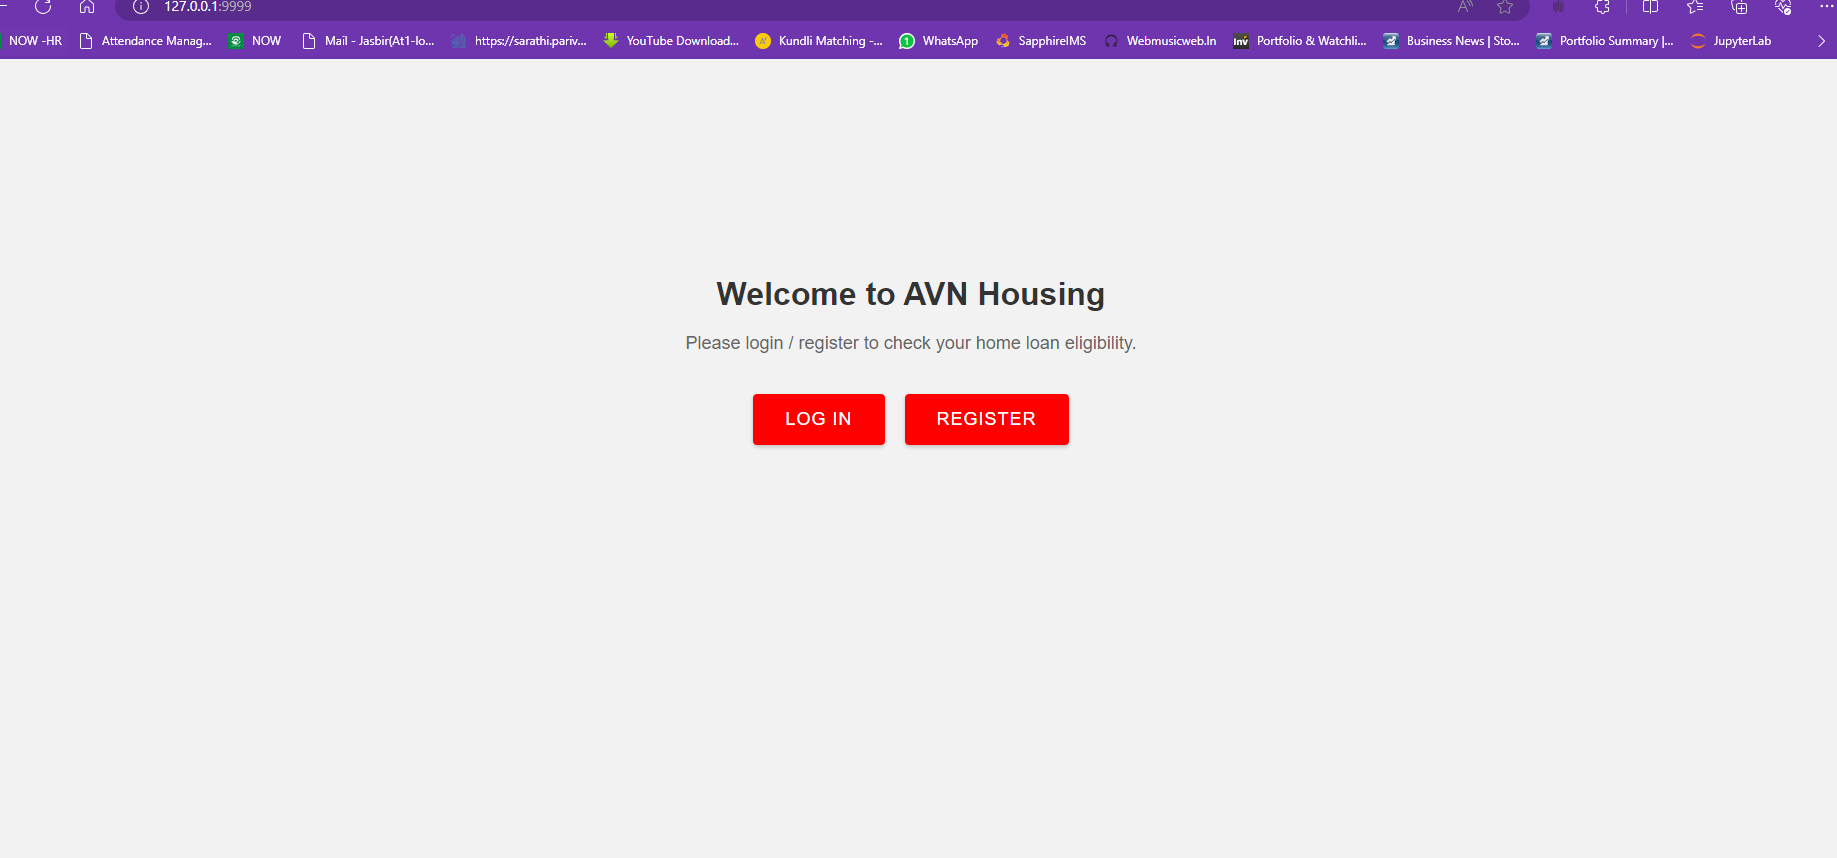 127.0.0.1:9999
NOW -HR Attendance Manag... NOW Mail - Jasbir(At1-lo... https://sarathi.pariv... YouTube Download... Kundli Matching -... WhatsApp SapphireIMS Webmusicweb.In Inv Portfolio & Watchli... Business News | Sto... Portfolio Summary |... JupyterLab
Welcome to AVN Housing
Please login / register to check your home loan eligibility.
LOG IN REGISTER